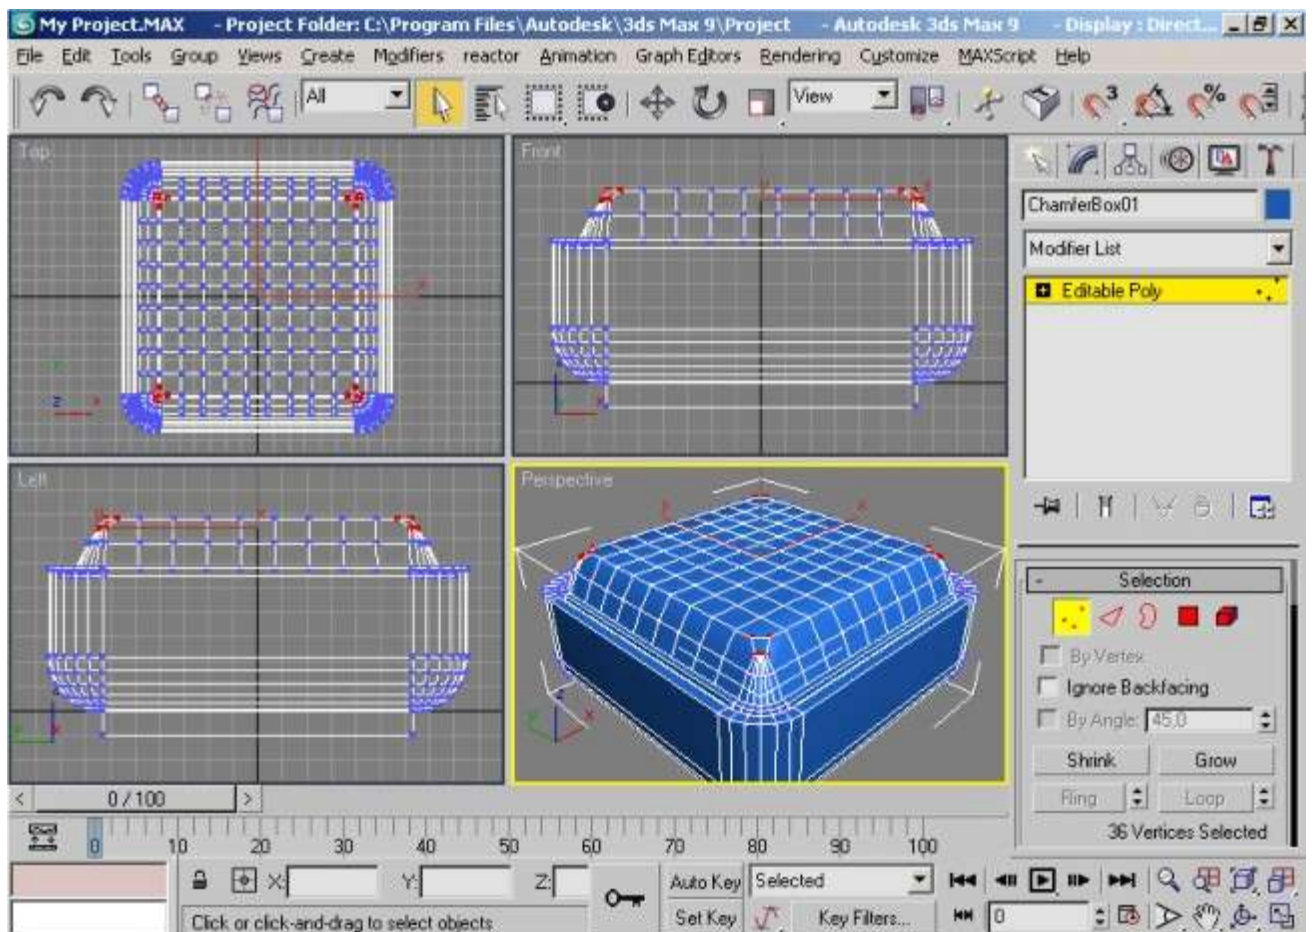 My Project.MAX - Project Folder: C:\Program Files\Autodesk\3ds Max 9\Project - Autodesk 3ds Max 9 - Display : Direct...
File Edit Tools Group Views Create Modifiers reactor Animation Graph Editors Rendering Customize MAXScript Help
All View 3 %
Top Front
ChamferBox01
Modifier List
Editable Poly
Left Perspective
Selection
By Vertex
Ignore Backfacing
By Angle: 45.0
Shrink Grow
Ring Loop
36 Vertices Selected
< 0 / 100 >
0 10 20 30 40 50 60 70 80 90 100
X: Y: Z: Auto Key Selected
Click or click-and-drag to select objects Set Key Key Filters... 0